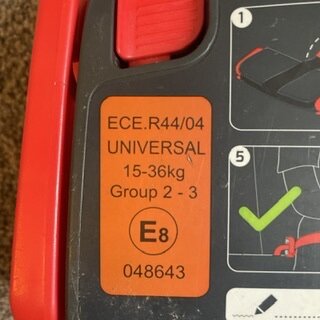 ECE.R44/04
UNIVERSAL
15-36kg
Group 2 - 3
E8
048643
1
5